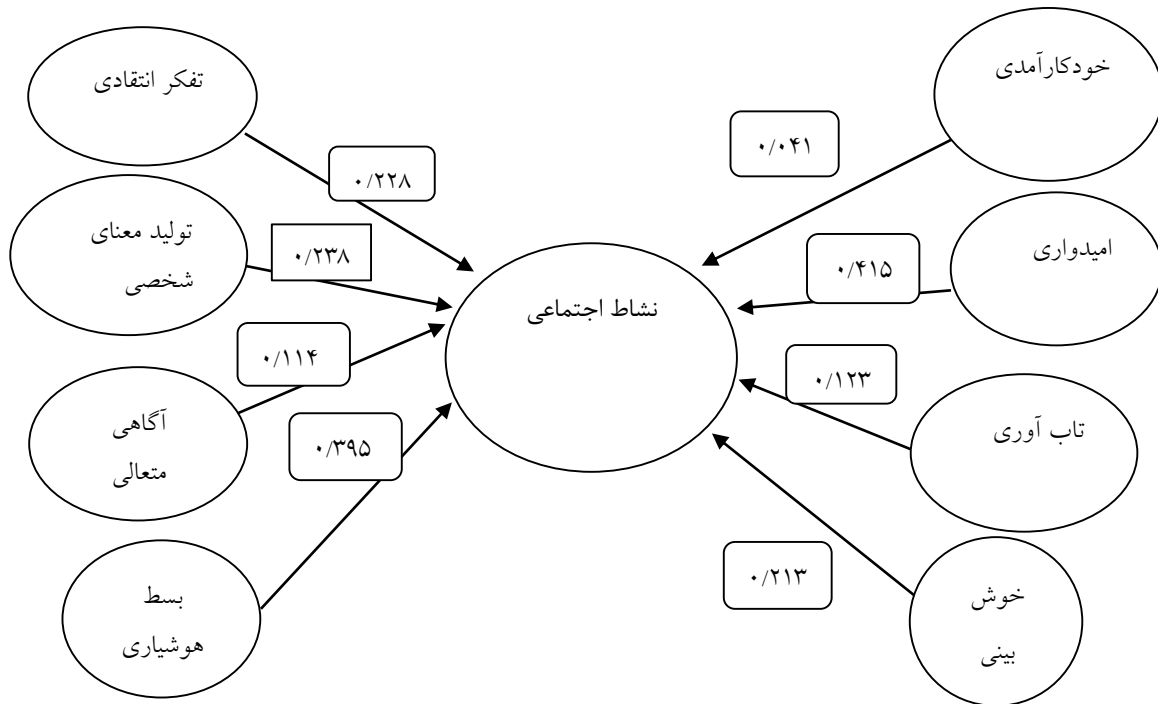 خودکارآمدی
تفکر انتقادی
۰/۰۴۱
۰/۲۲۸
امیدواری
تولید معنای
شخصی
۰/۴۱۵
۰/۲۳۸
نشاط اجتماعی
۰/۱۲۳
۰/۱۱۴
تاب آوری
آگاهی
متعالی
۰/۳۹۵
۰/۲۱۳
خوش
بینی
بسط
هوشیاری